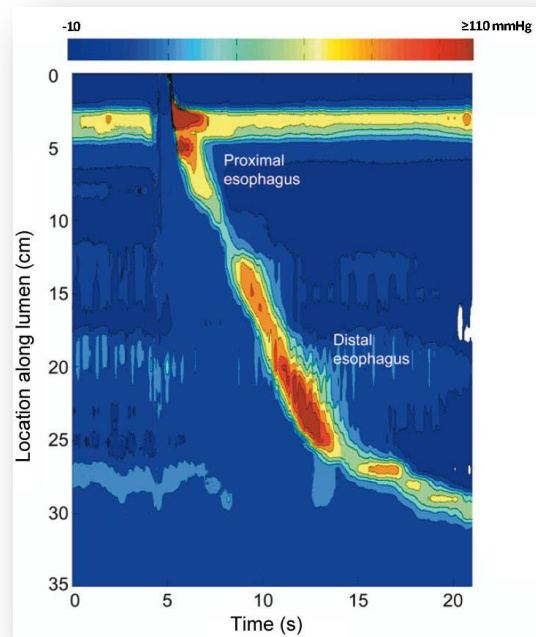 -10
≥110 mmHg
0
5
10
15
20
25
30
35
Location along lumen (cm)
Proximal
esophagus
Distal
esophagus
0
5
10
15
20
Time (s)